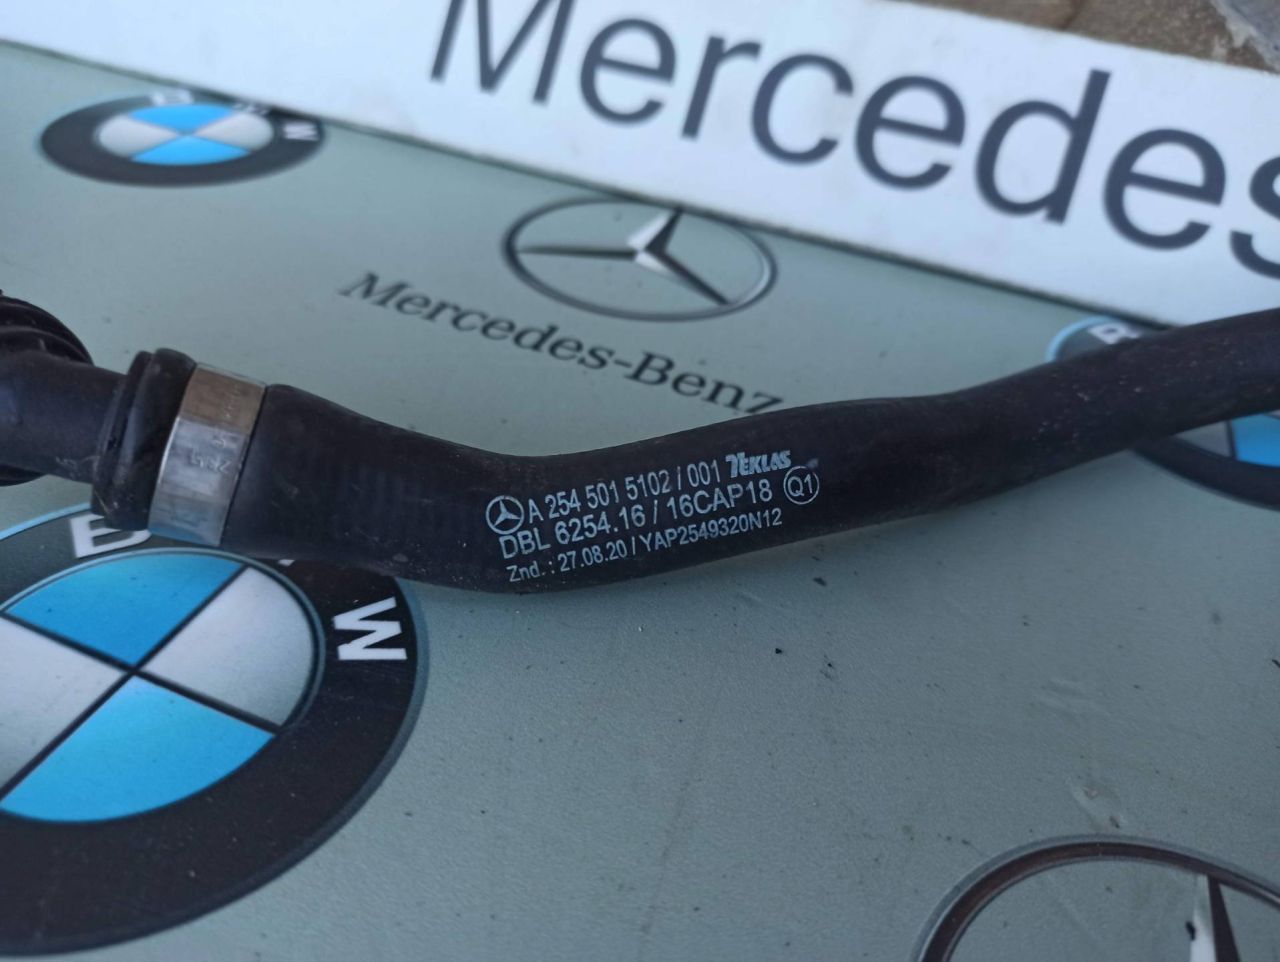 Mercedes
B M W
Mercedes-Benz
A 254 501 5102 / 001 TEKLAS
DBL 6254.16 / 16CAP18 Q1
Znd. : 27.08.20 / YAP2549320N12
B W